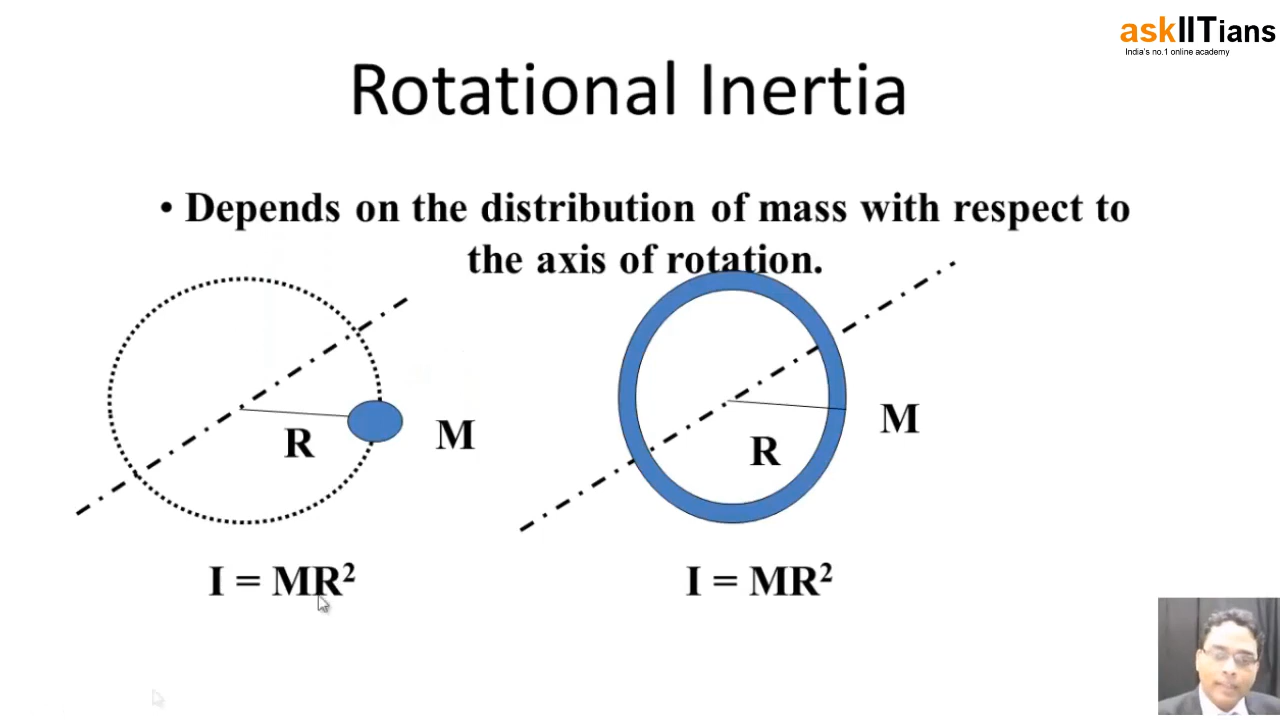 askIITians
India's no.1 online academy
Rotational Inertia
• Depends on the distribution of mass with respect to
the axis of rotation.
R
M
R
M
I = MR²
I = MR²